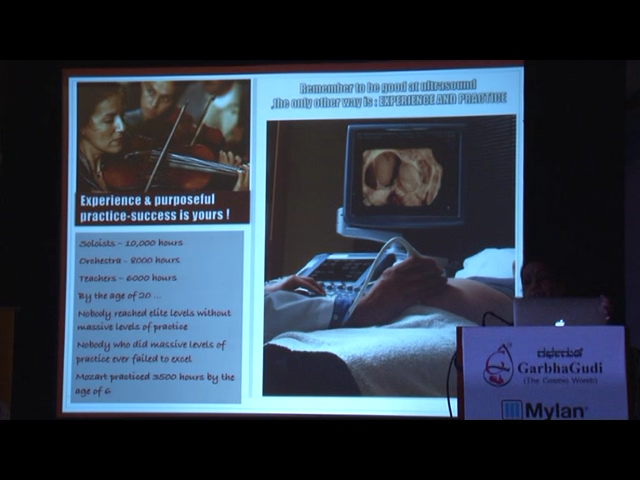 Remember to be good at ultrasound
,the only other way is : EXPERIENCE AND PRACTICE
Experience & purposeful
practice-success is yours !
Soloists – 10,000 hours
Orchestra – 8000 hours
Teachers – 6000 hours
By the age of 20 ...
Nobody reached elite levels without
massive levels of practice
Nobody who did massive levels of
practice ever failed to excel
Mozart practiced 3500 hours by the
age of 6
ಗರ್ಭಗುಡಿ
GarbhaGudi
(The Cosmic Womb)
Mylan